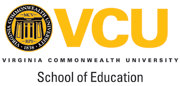 VCU
VIRGINIA COMMONWEALTH UNIVERSITY
School of Education